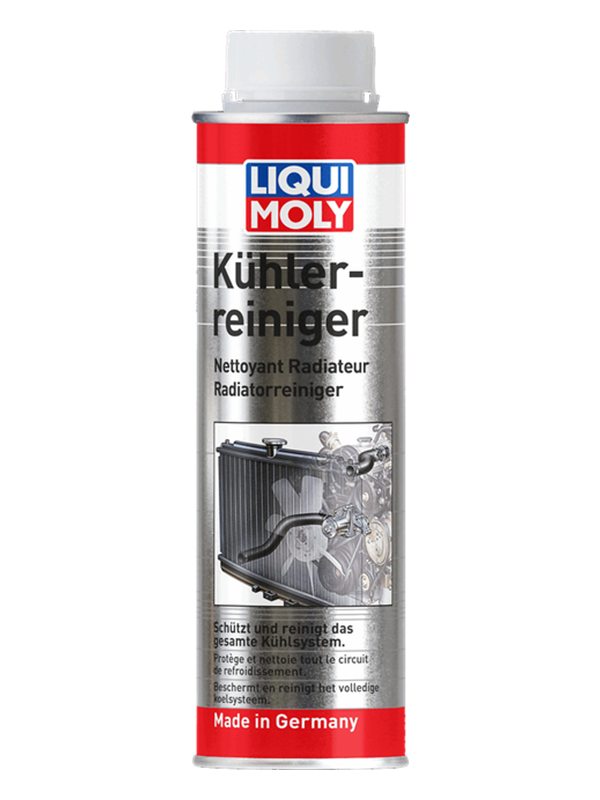 LIQUI
MOLY
Kühler-
reiniger
Nettoyant Radiateur
Radiatorreiniger
Schützt und reinigt das
gesamte Kühlsystem.
Protège et nettoie tout le circuit
de refroidissement.
Beschermt en reinigt het volledige
koelsysteem.
Made in Germany